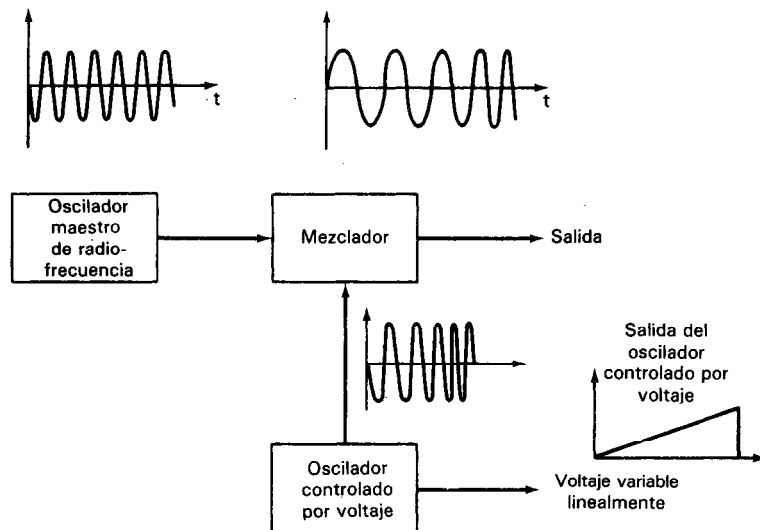 t
t
Oscilador
maestro
de radio-
frecuencia
Mezclador
Salida
Salida del
oscilador
controlado por
voltaje
Oscilador
controlado
por voltaje
Voltaje variable
linealmente